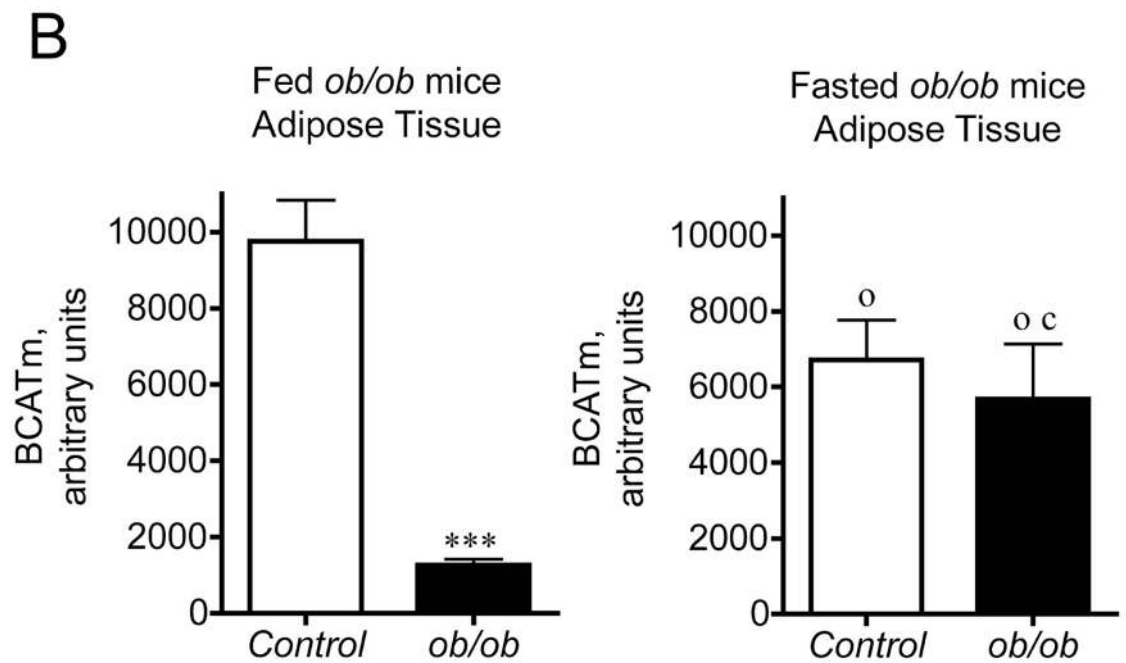 B
Fed ob/ob mice
Adipose Tissue
BCATm,
arbitrary units
10000
8000
6000
4000
2000
0
***
Control
ob/ob
Fasted ob/ob mice
Adipose Tissue
BCATm,
arbitrary units
10000
8000
6000
4000
2000
0
o
o c
Control
ob/ob